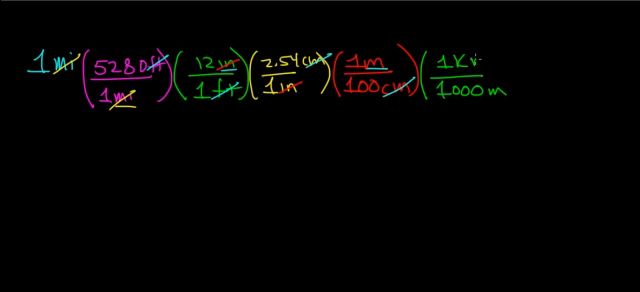 1 mi (5280 ft / 1 mi) (12 in / 1 ft) (2.54 cm / 1 in) (1 m / 100 cm) (1 K / 1000 m